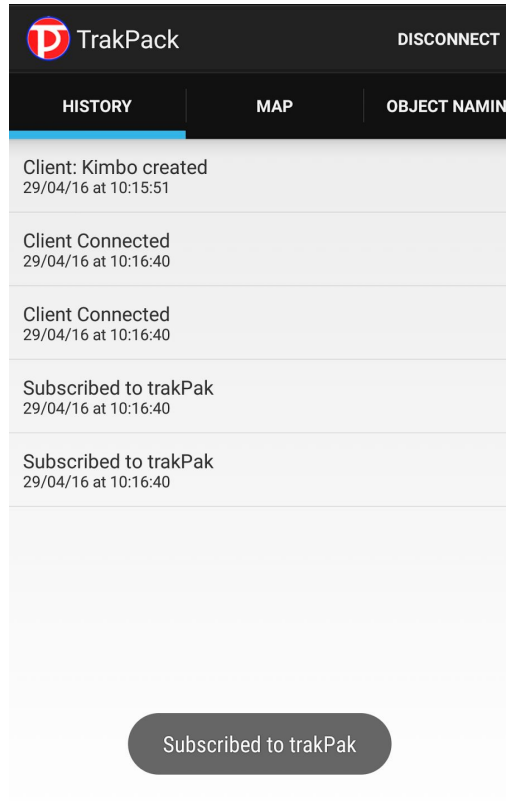 TrakPack
DISCONNECT
HISTORY
MAP
OBJECT NAMIN
Client: Kimbo created
29/04/16 at 10:15:51
Client Connected
29/04/16 at 10:16:40
Client Connected
29/04/16 at 10:16:40
Subscribed to trakPak
29/04/16 at 10:16:40
Subscribed to trakPak
29/04/16 at 10:16:40
Subscribed to trakPak